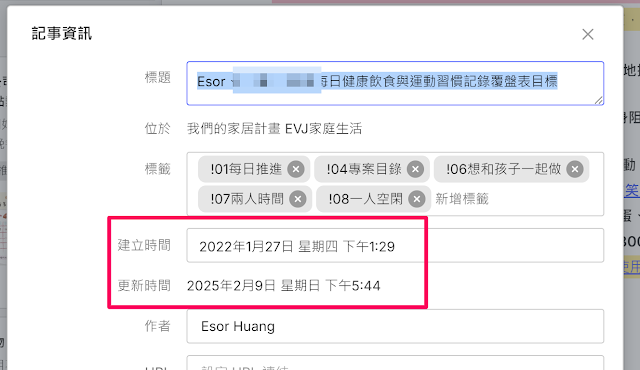 記事資訊
標題
Esor、 每日健康飲食與運動習慣記錄覆盤表目標
位於
我們的家居計畫 EVJ家庭生活
標籤
!01每日推進
!04專案目錄
!06想和孩子一起做
!07兩人時間
!08一人空閑
新增標籤
建立時間
2022年1月27日 星期四 下午1:29
更新時間
2025年2月9日 星期日 下午5:44
作者
Esor Huang